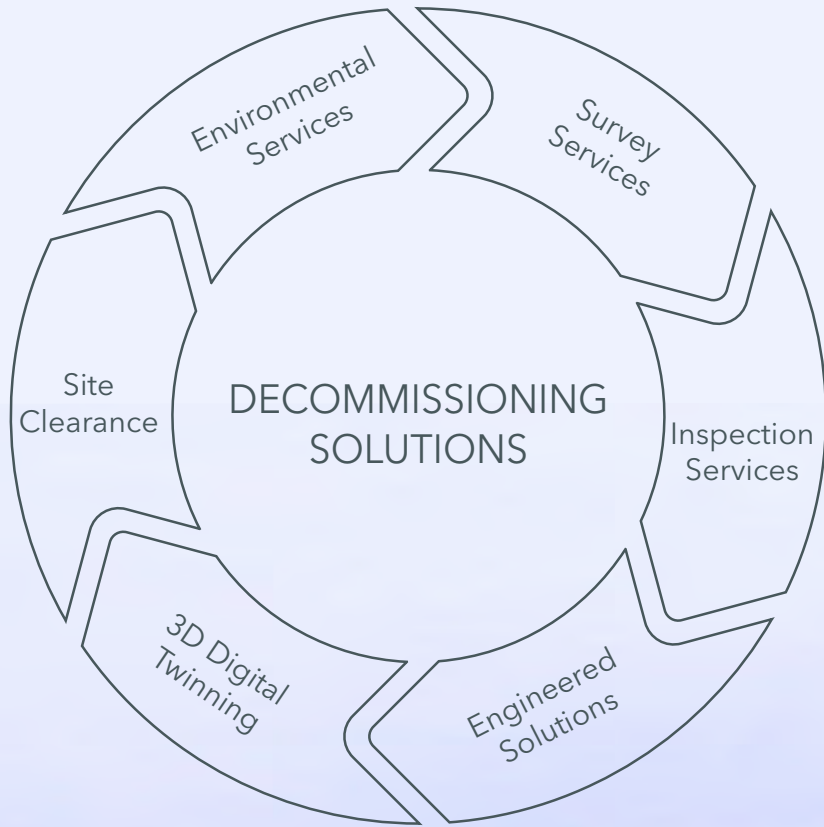 Environmental
Services
Survey
Services
Inspection
Services
Engineered
Solutions
3D Digital
Twinning
Site
Clearance
DECOMMISSIONING
SOLUTIONS